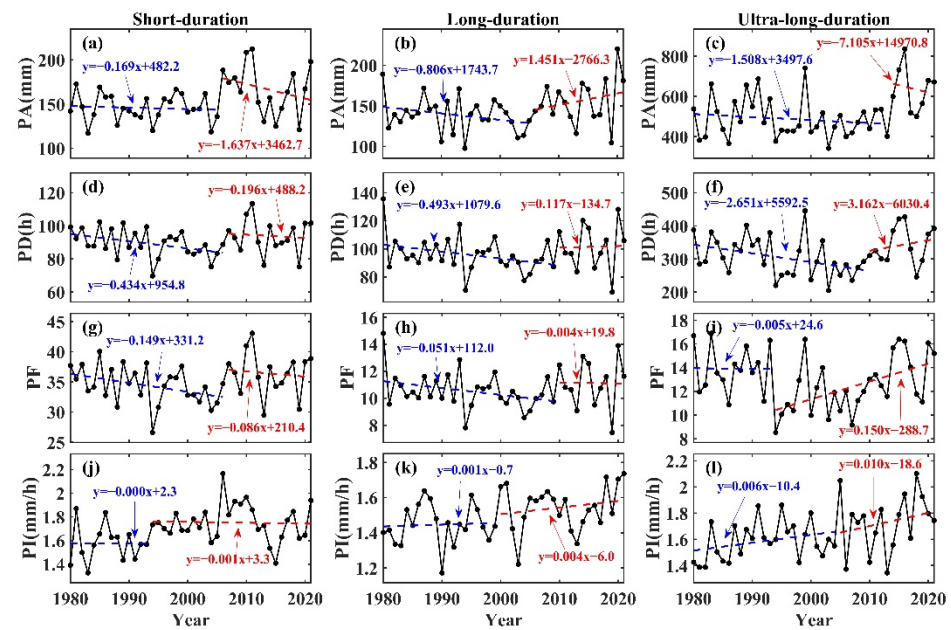 Short-duration Long-duration Ultra-long-duration
(a) (b) (c)
PA(mm) PA(mm) PA(mm)
200 150 100
200 150 100
800 600 400 200
y=−0.169x+482.2 y=−1.637x+3462.7
y=−0.806x+1743.7 y=1.451x−2766.3
y=−1.508x+3497.6 y=−7.105x+14970.8
(d) (e) (f)
PD(h) PD(h) PD(h)
120 100 80 60
140 120 100 80
500 400 300 200
y=−0.434x+954.8 y=−0.196x+488.2
y=−0.493x+1079.6 y=0.117x−134.7
y=−2.651x+5592.5 y=3.162x−6030.4
(g) (h) (i)
PF PF PF
45 40 35 30 25
16 14 12 10 8
18 16 14 12 10 8
y=−0.149x+331.2 y=−0.086x+210.4
y=−0.051x+112.0 y=−0.004x+19.8
y=−0.005x+24.6 y=0.150x−288.7
(j) (k) (l)
PI(mm/h) PI(mm/h) PI(mm/h)
2.2 2 1.8 1.6 1.4
1.8 1.6 1.4 1.2
2.2 2 1.8 1.6 1.4
y=−0.000x+2.3 y=−0.001x+3.3
y=0.001x−0.7 y=0.004x−6.0
y=0.006x−10.4 y=0.010x−18.6
1980 1990 2000 2010 2020
1980 1990 2000 2010 2020
1980 1990 2000 2010 2020
Year Year Year